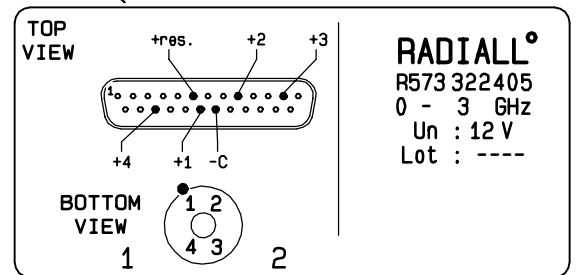 TOP
VIEW
+res.
+2
+3
1
+4
+1
-C
BOTTOM
VIEW
1 2
4 3
1
2
RADIALL°
R573 322405
0 - 3 GHz
Un : 12 V
Lot : ----